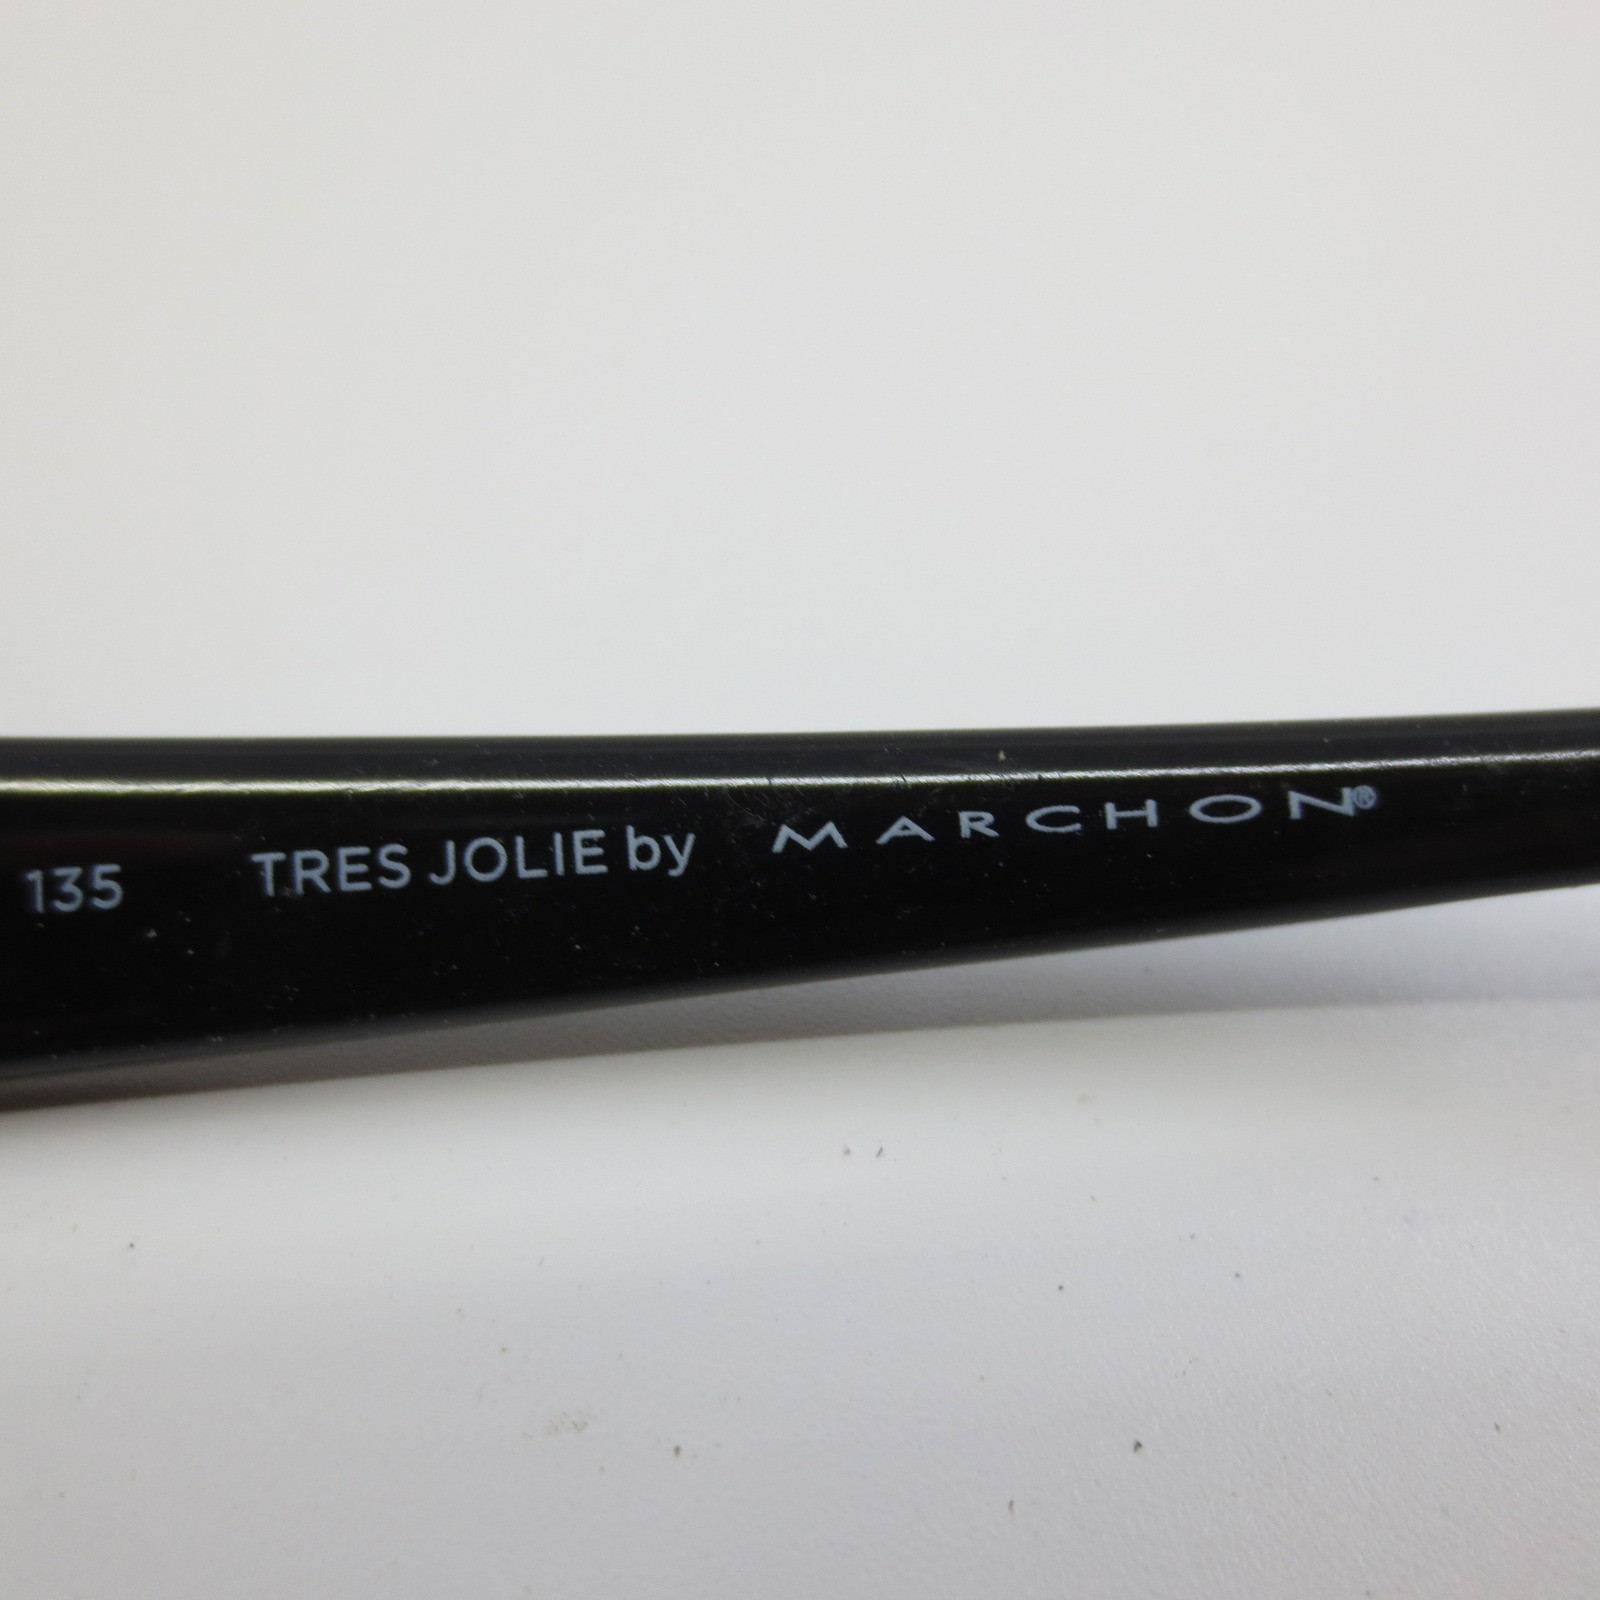 135 TRES JOLIE by MARCHON®